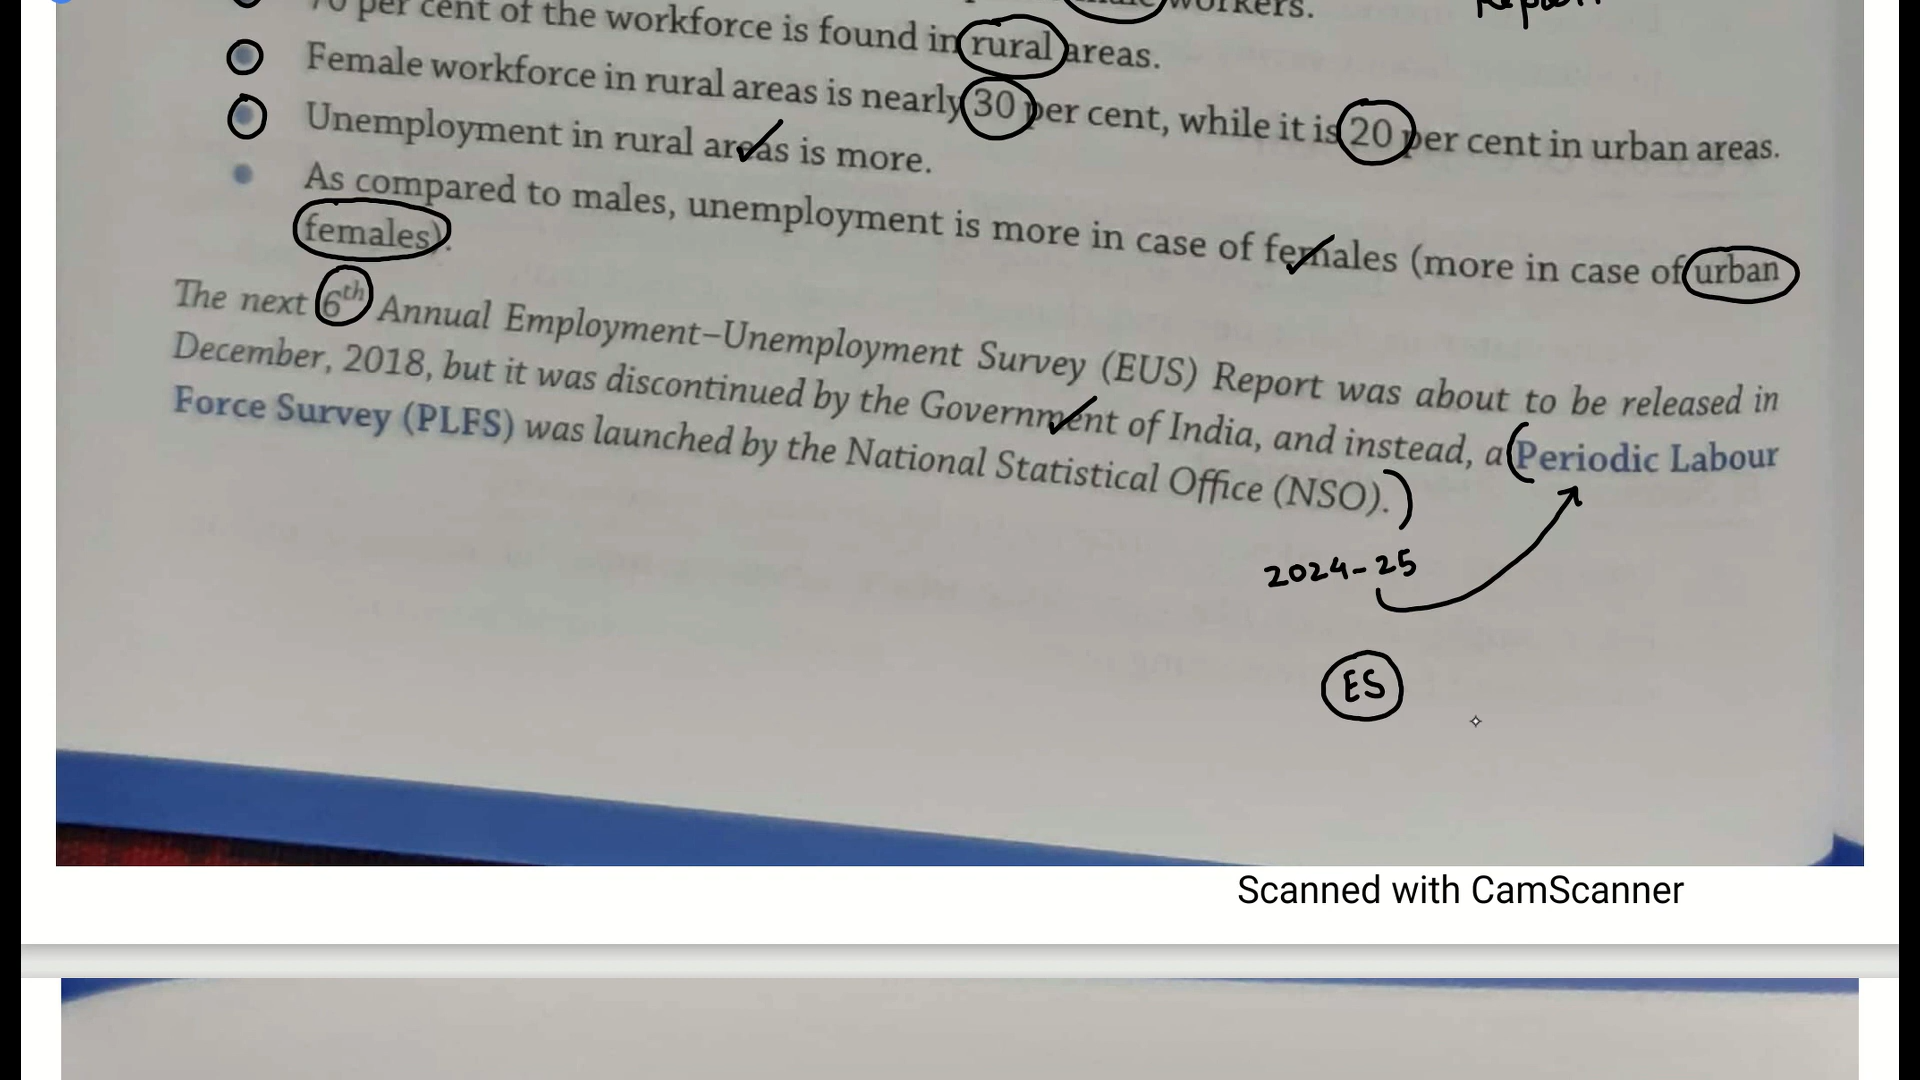 workers.
70 per cent of the workforce is found in rural areas.
Female workforce in rural areas is nearly 30 per cent, while it is 20 per cent in urban areas.
Unemployment in rural areas is more.
As compared to males, unemployment is more in case of females (more in case of urban
females).
The next 6th Annual Employment–Unemployment Survey (EUS) Report was about to be released in
December, 2018, but it was discontinued by the Government of India, and instead, a Periodic Labour
Force Survey (PLFS) was launched by the National Statistical Office (NSO).
2024-25
ES
Scanned with CamScanner